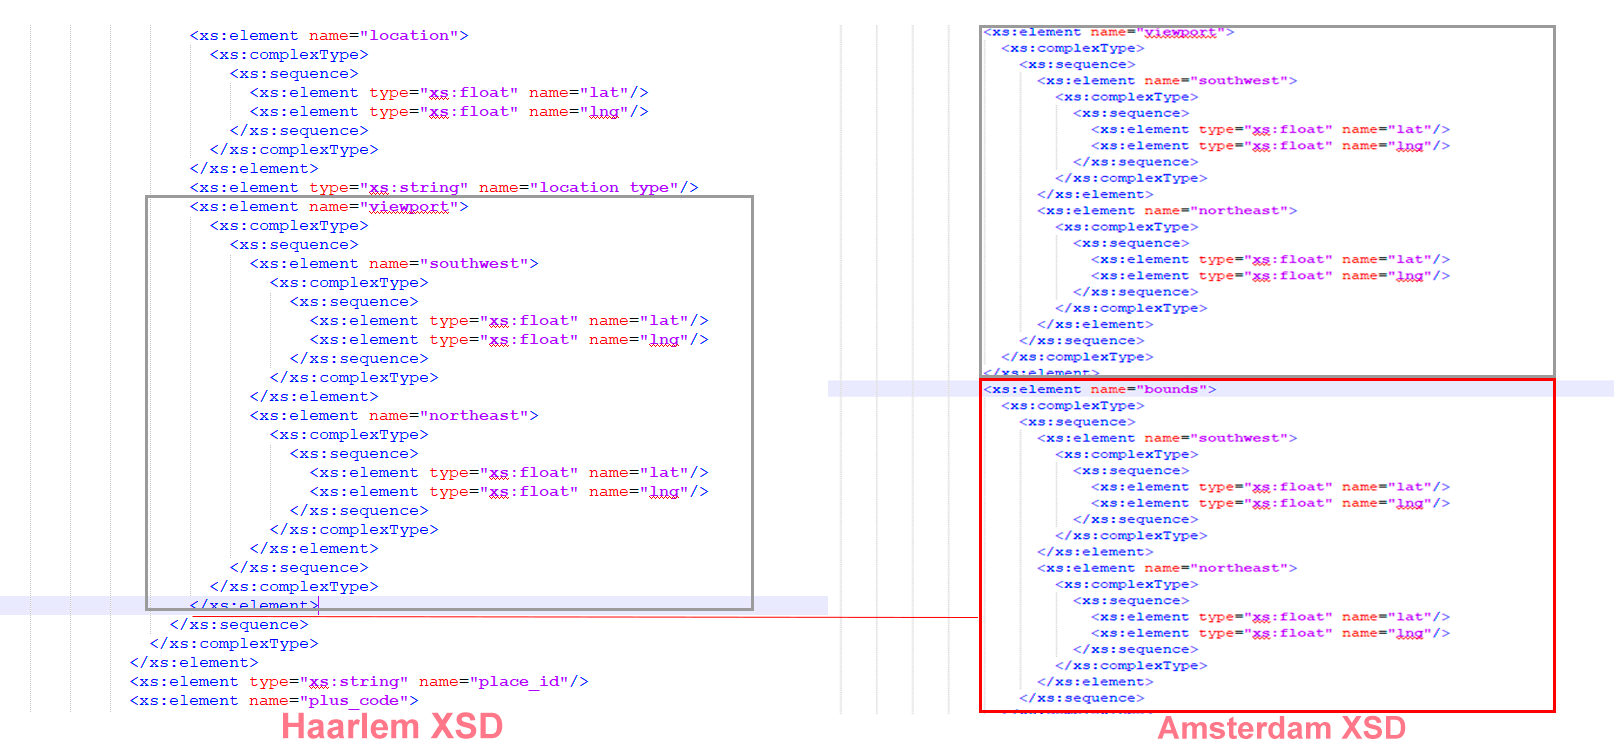 <xs:element name="location">
<xs:complexType>
<xs:sequence>
<xs:element type="xs:float" name="lat"/>
<xs:element type="xs:float" name="lng"/>
</xs:sequence>
</xs:complexType>
</xs:element>
<xs:element type="xs:string" name="location type"/>
<xs:element name="viewport">
<xs:complexType>
<xs:sequence>
<xs:element name="southwest">
<xs:complexType>
<xs:sequence>
<xs:element type="xs:float" name="lat"/>
<xs:element type="xs:float" name="lng"/>
</xs:sequence>
</xs:complexType>
</xs:element>
<xs:element name="northeast">
<xs:complexType>
<xs:sequence>
<xs:element type="xs:float" name="lat"/>
<xs:element type="xs:float" name="lng"/>
</xs:sequence>
</xs:complexType>
</xs:element>
</xs:sequence>
</xs:complexType>
</xs:element>
</xs:sequence>
</xs:complexType>
</xs:element>
<xs:element type="xs:string" name="place_id"/>
<xs:element name="plus_code">
Haarlem XSD
<xs:element name="viewport">
<xs:complexType>
<xs:sequence>
<xs:element name="southwest">
<xs:complexType>
<xs:sequence>
<xs:element type="xs:float" name="lat"/>
<xs:element type="xs:float" name="lng"/>
</xs:sequence>
</xs:complexType>
</xs:element>
<xs:element name="northeast">
<xs:complexType>
<xs:sequence>
<xs:element type="xs:float" name="lat"/>
<xs:element type="xs:float" name="lng"/>
</xs:sequence>
</xs:complexType>
</xs:element>
</xs:sequence>
</xs:complexType>
</xs:element>
<xs:element name="bounds">
<xs:complexType>
<xs:sequence>
<xs:element name="southwest">
<xs:complexType>
<xs:sequence>
<xs:element type="xs:float" name="lat"/>
<xs:element type="xs:float" name="lng"/>
</xs:sequence>
</xs:complexType>
</xs:element>
<xs:element name="northeast">
<xs:complexType>
<xs:sequence>
<xs:element type="xs:float" name="lat"/>
<xs:element type="xs:float" name="lng"/>
</xs:sequence>
</xs:complexType>
</xs:element>
</xs:sequence>
Amsterdam XSD